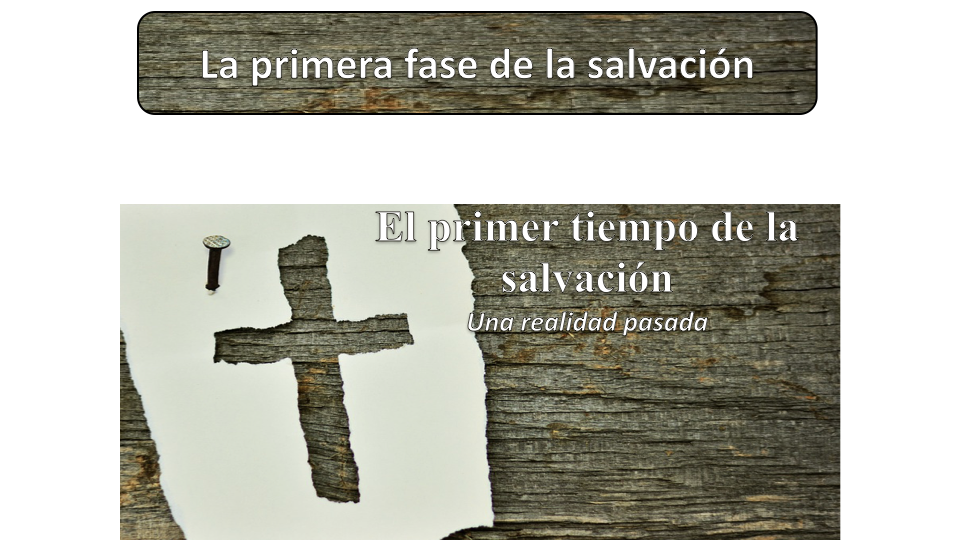 La primera fase de la salvación
El primer tiempo de la
salvación
Una realidad pasada